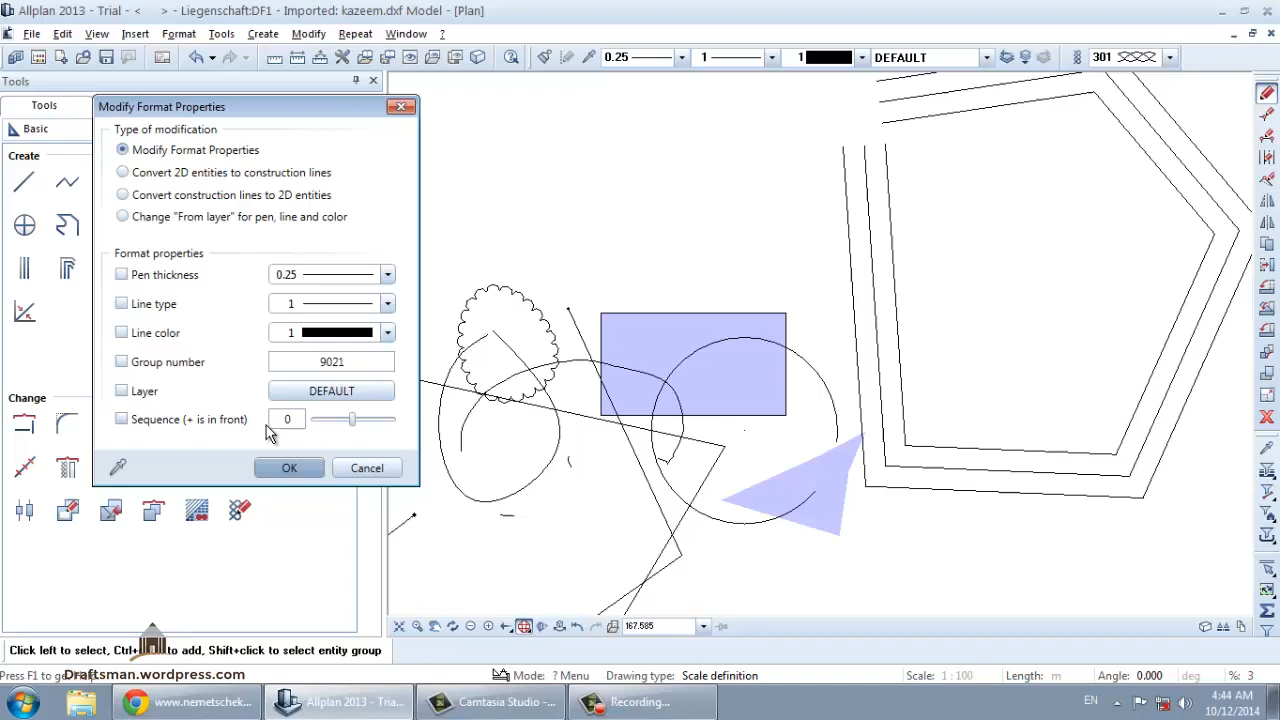 Allplan 2013 - Trial - <       > - Liegenschaft:DF1 - Imported: kazeem.dxf Model - [Plan]
File Edit View Insert Format Tools Create Modify Repeat Window ?
0.25 1 1 DEFAULT 301
Tools
Tools
Basic
Create
Change
Modify Format Properties
Type of modification
Modify Format Properties
Convert 2D entities to construction lines
Convert construction lines to 2D entities
Change "From layer" for pen, line and color
Format properties
Pen thickness 0.25
Line type 1
Line color 1
Group number 9021
Layer DEFAULT
Sequence (+ is in front) 0
OK Cancel
167.585
Click left to select, Ctrl+ to add, Shift+click to select entity group
Draftsman.wordpress.com
Press F1 to ge Mode: ? Menu Drawing type: Scale definition Scale: 1:100 Length: m Angle: 0.000 deg %: 3
www.nemetschek... Allplan 2013 - Tria... Camtasia Studio -... Recording... EN 4:44 AM
10/12/2014